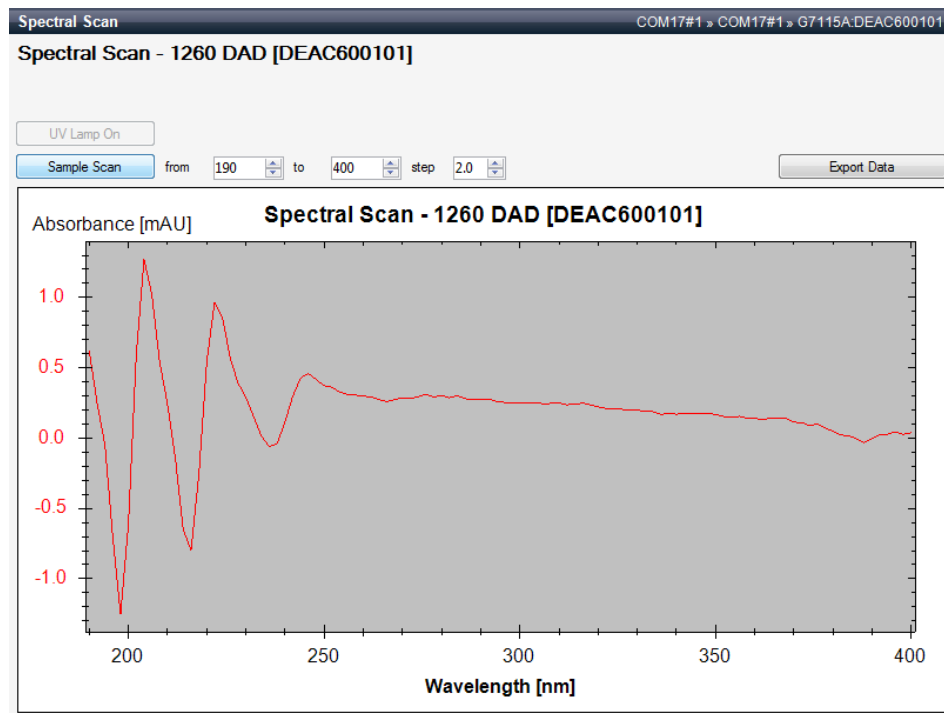 Spectral Scan COM17#1 » COM17#1 » G7115A:DEAC600101
Spectral Scan - 1260 DAD [DEAC600101]
UV Lamp On
Sample Scan from 190 to 400 step 2.0 Export Data
Absorbance [mAU] Spectral Scan - 1260 DAD [DEAC600101]
1.0
0.5
0.0
-0.5
-1.0
200 250 300 350 400
Wavelength [nm]